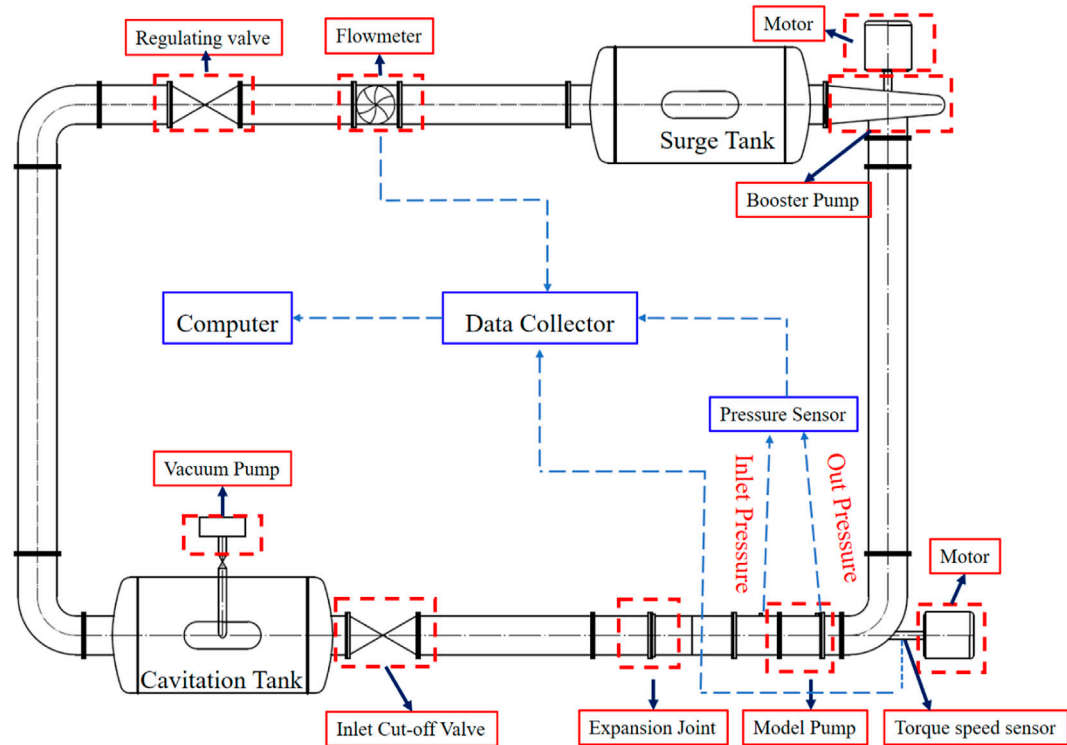 Motor
Regulating valve
Flowmeter
Surge Tank
Booster Pump
Computer
Data Collector
Pressure Sensor
Inlet Pressure
Out Pressure
Vacuum Pump
Motor
Cavitation Tank
Inlet Cut-off Valve
Expansion Joint
Model Pump
Torque speed sensor